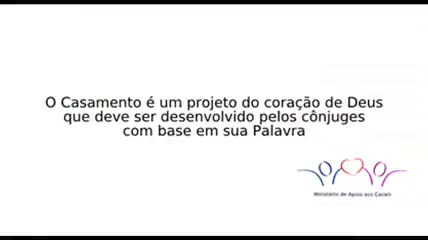 O Casamento é um projeto do coração de Deus
que deve ser desenvolvido pelos cônjuges
com base em sua Palavra
Ministério de Apoio aos Casais